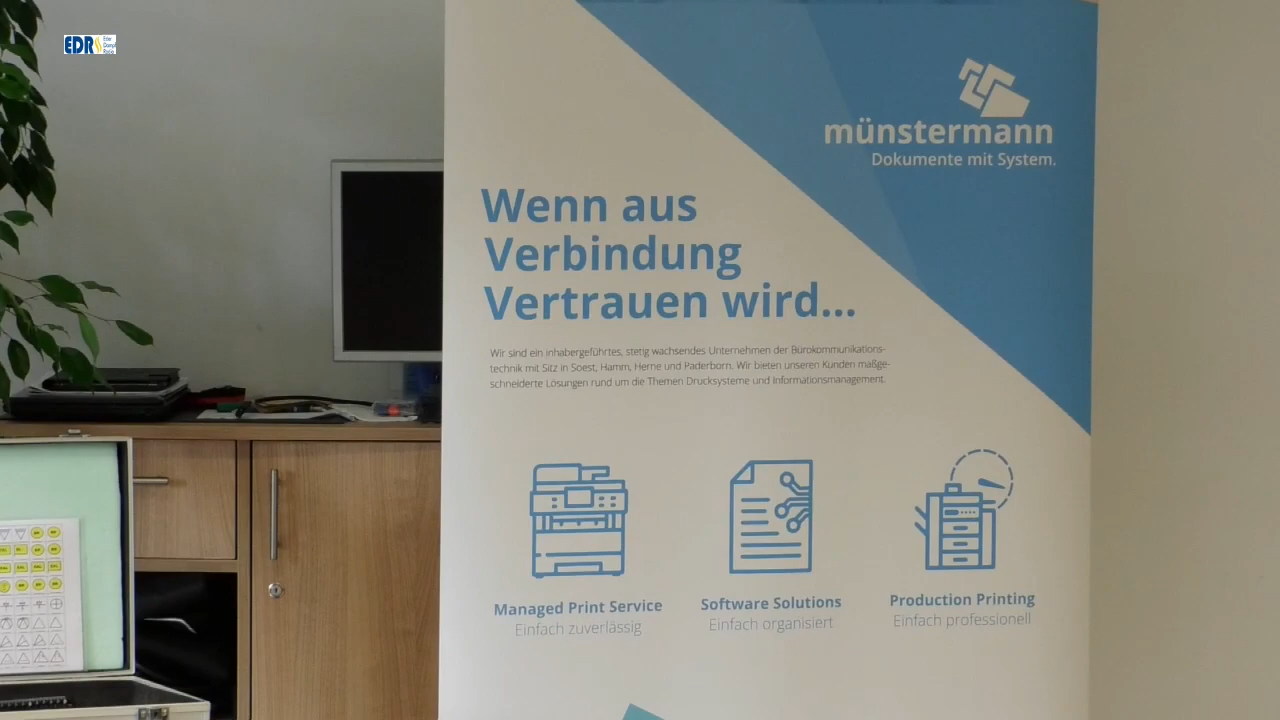 EDR
münstermann
Dokumente mit System.
Wenn aus
Verbindung
Vertrauen wird...
Wir sind ein inhabergeführtes, stetig wachsendes Unternehmen der Bürokommunikations-
technik mit Sitz in Soest, Hamm, Herne und Paderborn. Wir bieten unseren Kunden maßge-
schneiderte Lösungen rund um die Themen Drucksysteme und Informationsmanagement.
Managed Print Service
Einfach zuverlässig
Software Solutions
Einfach organisiert
Production Printing
Einfach professionell